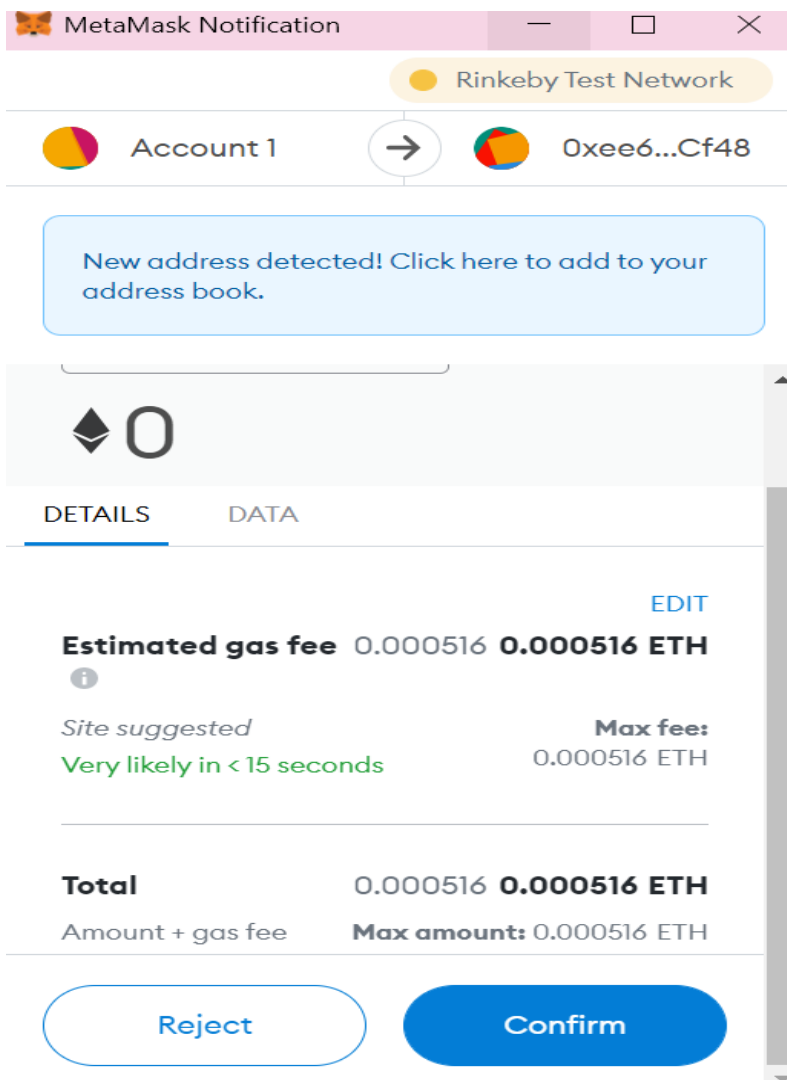 MetaMask Notification
Rinkeby Test Network
Account 1
0xee6...Cf48
New address detected! Click here to add to your
address book.
0
DETAILS DATA
EDIT
Estimated gas fee 0.000516 0.000516 ETH
Site suggested Max fee:
Very likely in < 15 seconds 0.000516 ETH
Total 0.000516 0.000516 ETH
Amount + gas fee Max amount: 0.000516 ETH
Reject Confirm